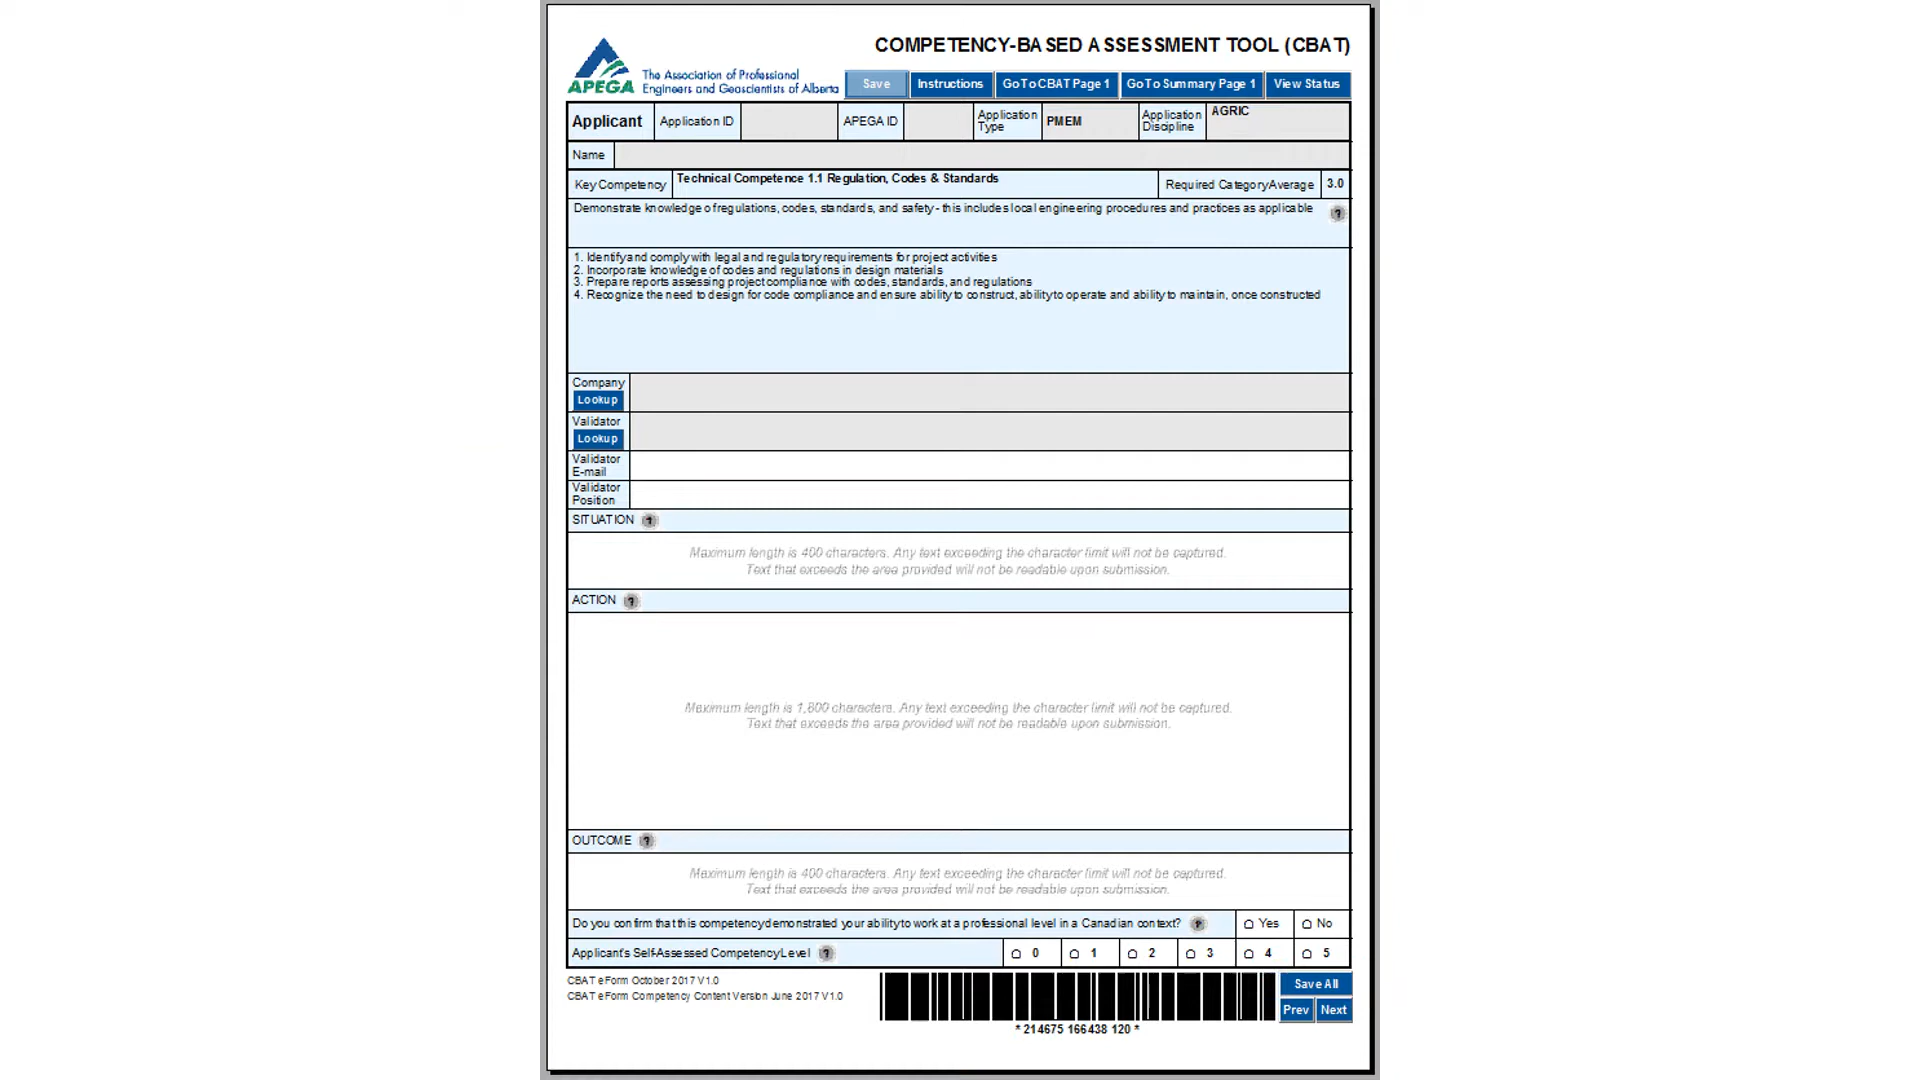 COMPETENCY-BASED ASSESSMENT TOOL (CBAT)
APEGA
The Association of Professional
Engineers and Geoscientists of Alberta
Save
Instructions
Go To CBAT Page 1
Go To Summary Page 1
View Status
Applicant
Application ID
APEGA ID
Application
Type
PMEM
Application
Discipline
AGRIC
Name
Key Competency
Technical Competence 1.1 Regulation, Codes & Standards
Required Category Average
3.0
Demonstrate knowledge of regulations, codes, standards, and safety - this includes local engineering procedures and practices as applicable
?
1. Identify and comply with legal and regulatory requirements for project activities
2. Incorporate knowledge of codes and regulations in design materials
3. Prepare reports assessing project compliance with codes, standards, and regulations
4. Recognize the need to design for code compliance and ensure ability to construct, ability to operate and ability to maintain, once constructed
Company
Lookup
Validator
Lookup
Validator
E-mail
Validator
Position
SITUATION ?
Maximum length is 400 characters. Any text exceeding the character limit will not be captured.
Text that exceeds the area provided will not be readable upon submission.
ACTION ?
Maximum length is 1,800 characters. Any text exceeding the character limit will not be captured.
Text that exceeds the area provided will not be readable upon submission.
OUTCOME ?
Maximum length is 400 characters. Any text exceeding the character limit will not be captured.
Text that exceeds the area provided will not be readable upon submission.
Do you confirm that this competency demonstrated your ability to work at a professional level in a Canadian context? ? Yes No
Applicant's Self-Assessed Competency Level ? 0 1 2 3 4 5
CBAT eForm October 2017 V1.0
CBAT eForm Competency Content Version June 2017 V1.0
* 214675 166438 120 *
Save All
Prev
Next